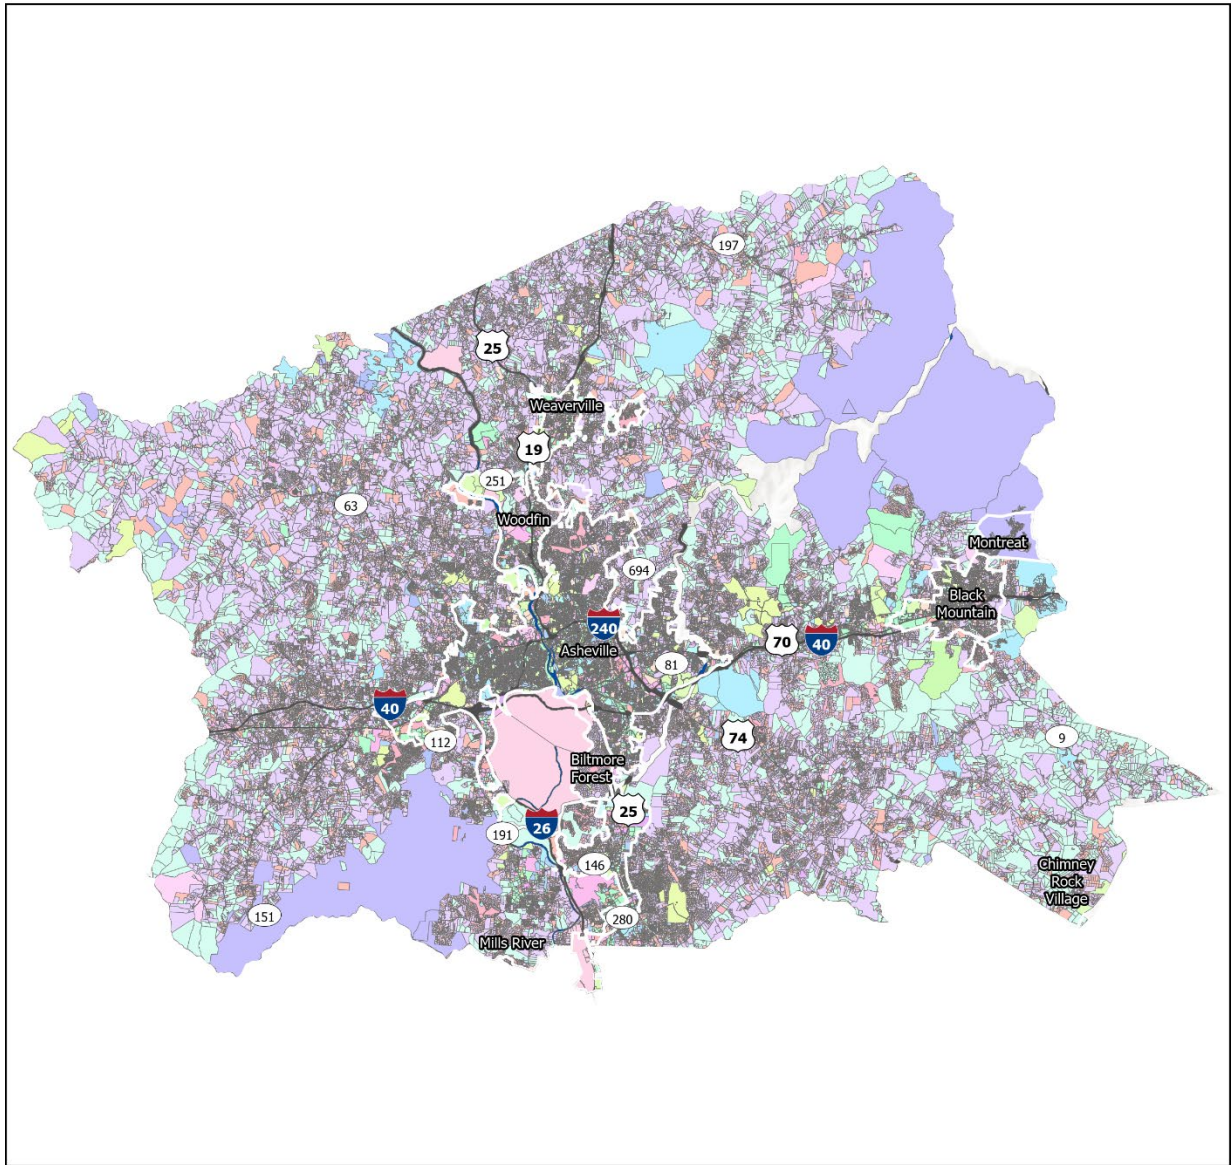 197
25
Weaverville
19
251
63
Woodfin
Montreat
694
Black
Mountain
240
70
40
Asheville
81
40
112
74
9
Biltmore
Forest
25
191
26
146
Chimney
Rock
Village
151
280
Mills River